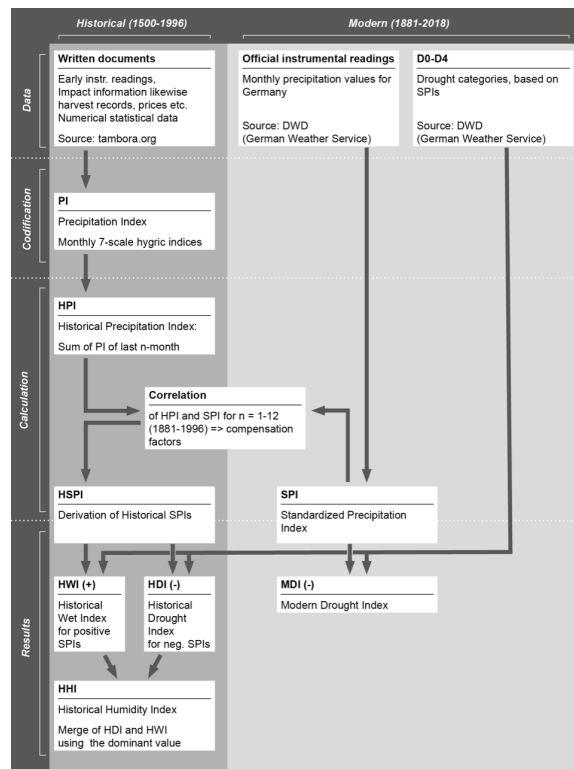 Historical (1500-1996)
Modern (1881-2018)
Data
Written documents
Early instr. readings,
Impact information likewise
harvest records, prices etc.
Numerical statistical data
Source: tambora.org
Official instrumental readings
Monthly precipitation values for
Germany
Source: DWD
(German Weather Service)
D0-D4
Drought categories, based on
SPIs
Source: DWD
(German Weather Service)
Codification
PI
Precipitation Index
Monthly 7-scale hygric indices
Calculation
HPI
Historical Precipitation Index:
Sum of PI of last n-month
Correlation
of HPI and SPI for n = 1-12
(1881-1996) => compensation
factors
HSPI
Derivation of Historical SPIs
SPI
Standardized Precipitation
Index
Results
HWI (+)
Historical
Wet Index
for positive
SPIs
HDI (-)
Historical
Drought
Index
for neg. SPIs
MDI (-)
Modern Drought Index
HHI
Historical Humidity Index
Merge of HDI and HWI
using the dominant value